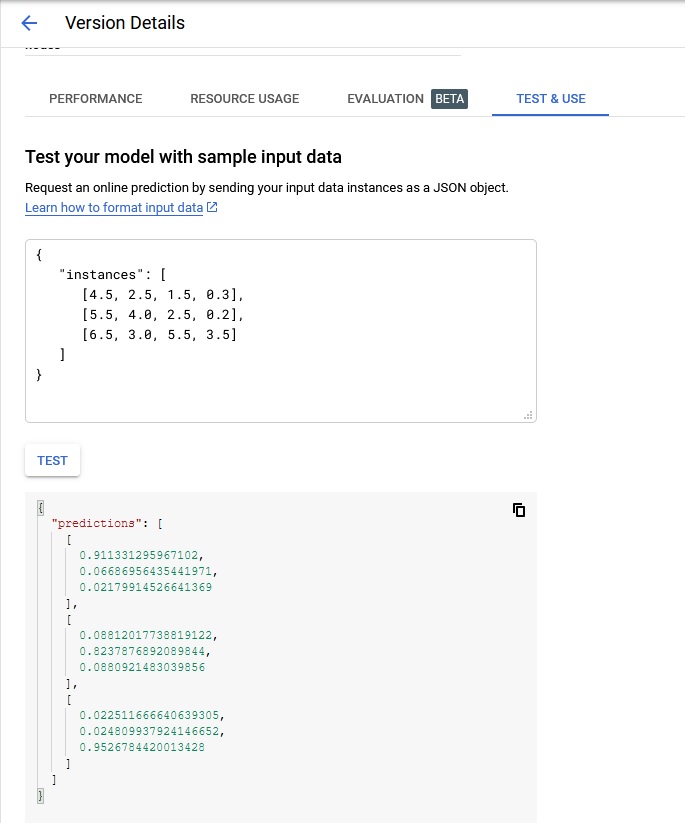 Version Details
PERFORMANCE RESOURCE USAGE EVALUATION BETA TEST & USE
Test your model with sample input data
Request an online prediction by sending your input data instances as a JSON object.
Learn how to format input data
{
"instances": [
[4.5, 2.5, 1.5, 0.3],
[5.5, 4.0, 2.5, 0.2],
[6.5, 3.0, 5.5, 3.5]
]
}
TEST
{
"predictions": [
[
0.911331295967102,
0.06686956435441971,
0.02179914526641369
],
[
0.08812017738819122,
0.8237876892089844,
0.0880921483039856
],
[
0.022511666640639305,
0.024809937924146652,
0.9526784420013428
]
]
}